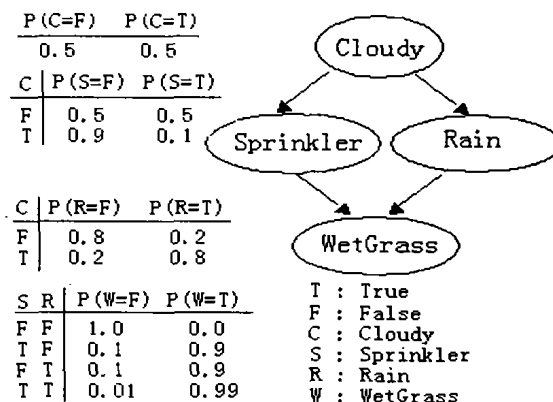 P(C=F) P(C=T)
0.5 0.5
C P(S=F) P(S=T)
F 0.5 0.5
T 0.9 0.1
C P(R=F) P(R=T)
F 0.8 0.2
T 0.2 0.8
S R P(W=F) P(W=T)
F F 1.0 0.0
T F 0.1 0.9
F T 0.1 0.9
T T 0.01 0.99
Cloudy
Sprinkler
Rain
WetGrass
T : True
F : False
C : Cloudy
S : Sprinkler
R : Rain
W : WetGrass